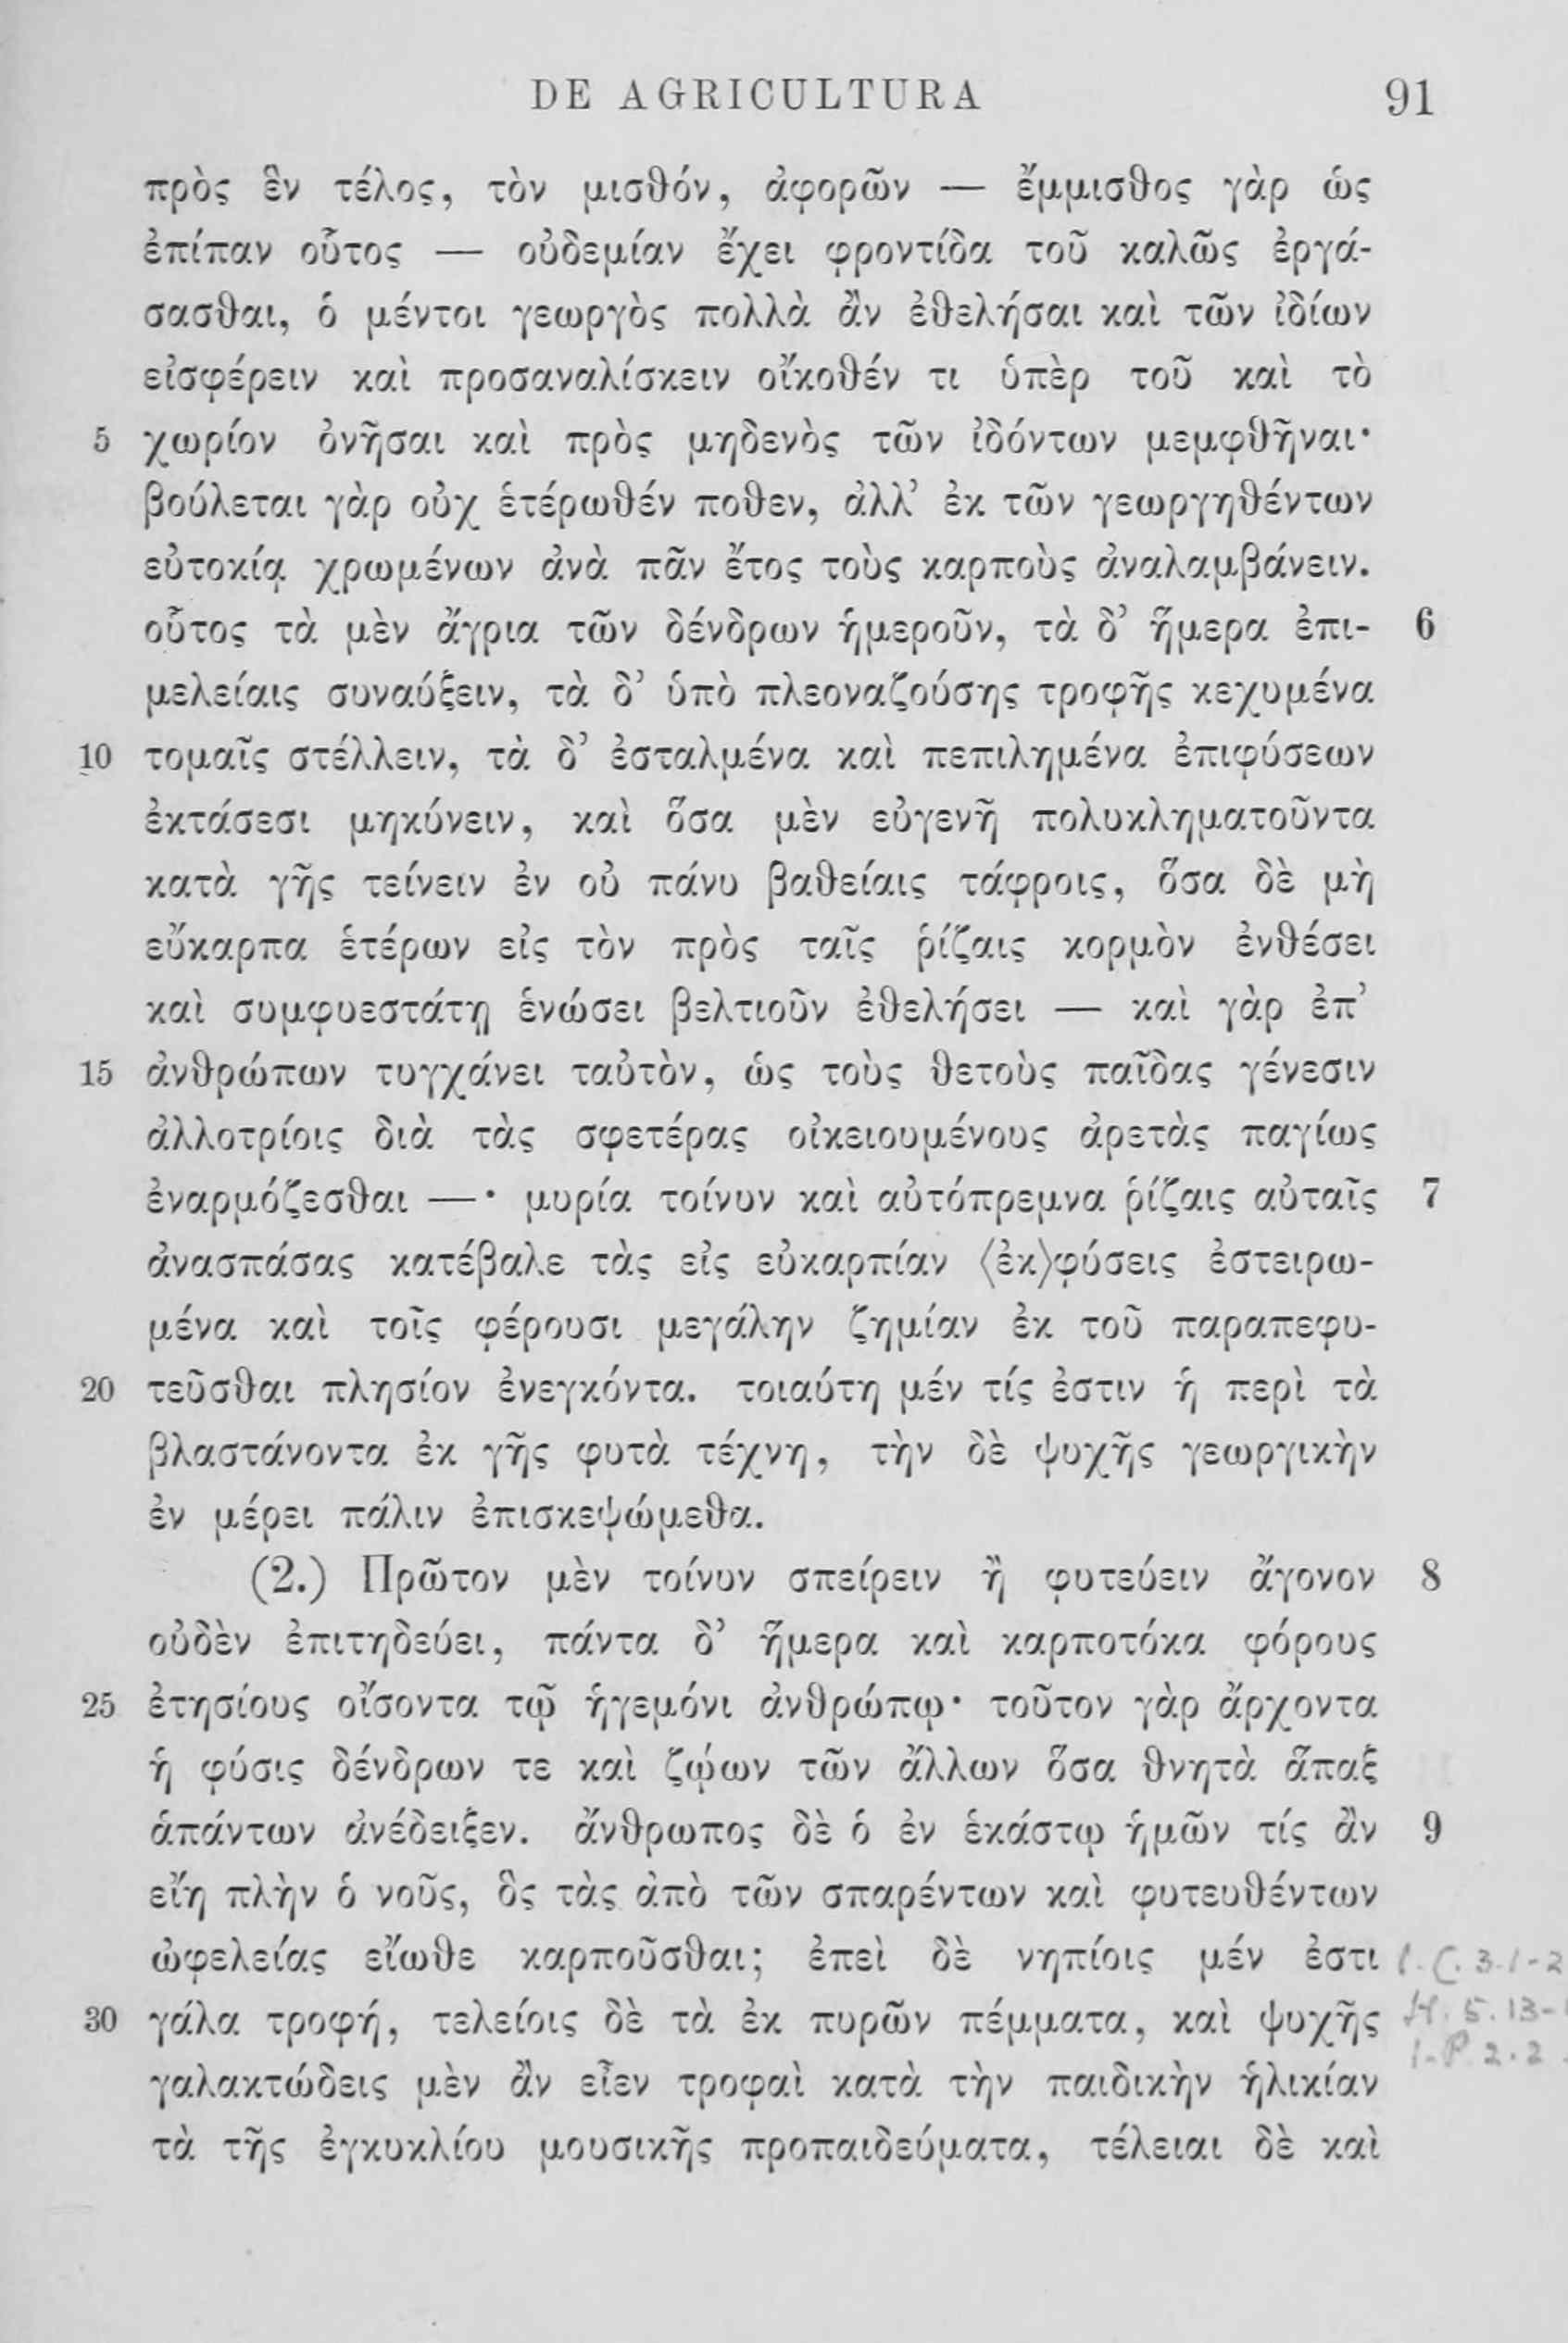 DE AGRICULTURA 91
πρὸς ἓν τέλος, τὸν μισθόν, ἀφορῶν — ἔμμισθος γὰρ ὡς
ἐπίπαν οὗτος — οὐδεμίαν ἔχει φροντίδα τοῦ καλῶς ἐργά-
σασθαι, ὁ μέντοι γεωργὸς πολλὰ ἂν ἐθελήσαι καὶ τῶν ἰδίων
εἰσφέρειν καὶ προσαναλίσκειν οἴκοθέν τι ὑπὲρ τοῦ καὶ τὸ
5 χωρίον ὀνῆσαι καὶ πρὸς μηδενὸς τῶν ἰδόντων μεμφθῆναι·
βούλεται γὰρ οὐχ ἑτέρωθέν ποθεν, ἀλλ’ ἐκ τῶν γεωργηθέντων
εὐτοκίᾳ χρωμένων ἀνὰ πᾶν ἔτος τοὺς καρποὺς ἀναλαμβάνειν.
οὗτος τὰ μὲν ἄγρια τῶν δένδρων ἡμεροῦν, τὰ δ’ ἥμερα ἐπι- 6
μελείαις συναύξειν, τὰ δ’ ὑπὸ πλεοναζούσης τροφῆς κεχυμένα
10 τομαῖς στέλλειν, τὰ δ’ ἐσταλμένα καὶ πεπιλημένα ἐπιφύσεων
ἐκτάσεσι μηκύνειν, καὶ ὅσα μὲν εὐγενῆ πολυκληματοῦντα
κατὰ γῆς τείνειν ἐν οὐ πάνυ βαθείαις τάφροις, ὅσα δὲ μὴ
εὔκαρπα ἑτέρων εἰς τὸν πρὸς ταῖς ῥίζαις κορμὸν ἐνθέσει
καὶ συμφυεστάτῃ ἑνώσει βελτιοῦν ἐθελήσει — καὶ γὰρ ἐπ’
15 ἀνθρώπων τυγχάνει ταὐτὸν, ὡς τοὺς θετοὺς παῖδας γένεσιν
ἀλλοτρίοις διὰ τὰς σφετέρας οἰκειουμένους ἀρετὰς παγίως
ἐναρμόζεσθαι —· μυρία τοίνυν καὶ αὐτόπρεμνα ῥίζαις αὐταῖς 7
ἀνασπάσας κατέβαλε τὰς εἰς εὐκαρπίαν ⟨ἐκ⟩φύσεις ἐστειρω-
μένα καὶ τοῖς φέρουσι μεγάλην ζημίαν ἐκ τοῦ παραπεφυ-
20 τεῦσθαι πλησίον ἐνεγκόντα. τοιαύτη μέν τίς ἐστιν ἡ περὶ τὰ
βλαστάνοντα ἐκ γῆς φυτὰ τέχνη, τὴν δὲ ψυχῆς γεωργικὴν
ἐν μέρει πάλιν ἐπισκεψώμεθα.
(2.) Πρῶτον μὲν τοίνυν σπείρειν ἢ φυτεύειν ἄγονον 8
οὐδὲν ἐπιτηδεύει, πάντα δ’ ἥμερα καὶ καρποτόκα φόρους
25 ἐτησίους οἴσοντα τῷ ἡγεμόνι ἀνθρώπῳ· τοῦτον γὰρ ἄρχοντα
ἡ φύσις δένδρων τε καὶ ζῴων τῶν ἄλλων ὅσα θνητὰ ἅπαξ
ἁπάντων ἀνέδειξεν. ἄνθρωπος δὲ ὁ ἐν ἑκάστῳ ἡμῶν τίς ἂν 9
εἴη πλὴν ὁ νοῦς, ὃς τὰς ἀπὸ τῶν σπαρέντων καὶ φυτευθέντων
ὠφελείας εἴωθε καρποῦσθαι; ἐπεὶ δὲ νηπίοις μέν ἐστι
30 γάλα τροφή, τελείοις δὲ τὰ ἐκ πυρῶν πέμματα, καὶ ψυχῆς
γαλακτώδεις μὲν ἂν εἶεν τροφαὶ κατὰ τὴν παιδικὴν ἡλικίαν
τὰ τῆς ἐγκυκλίου μουσικῆς προπαιδεύματα, τέλειαι δὲ καὶ
I. C. 3.1-2
H. 5.13-
I. P. 2.2